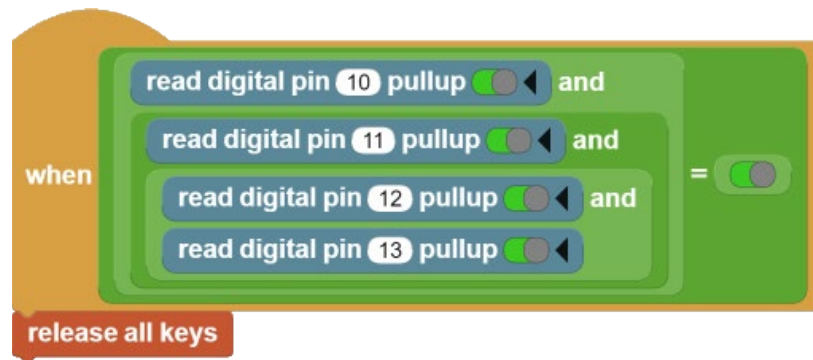 read digital pin 10 pullup and
read digital pin 11 pullup and
when =
read digital pin 12 pullup and
read digital pin 13 pullup
release all keys